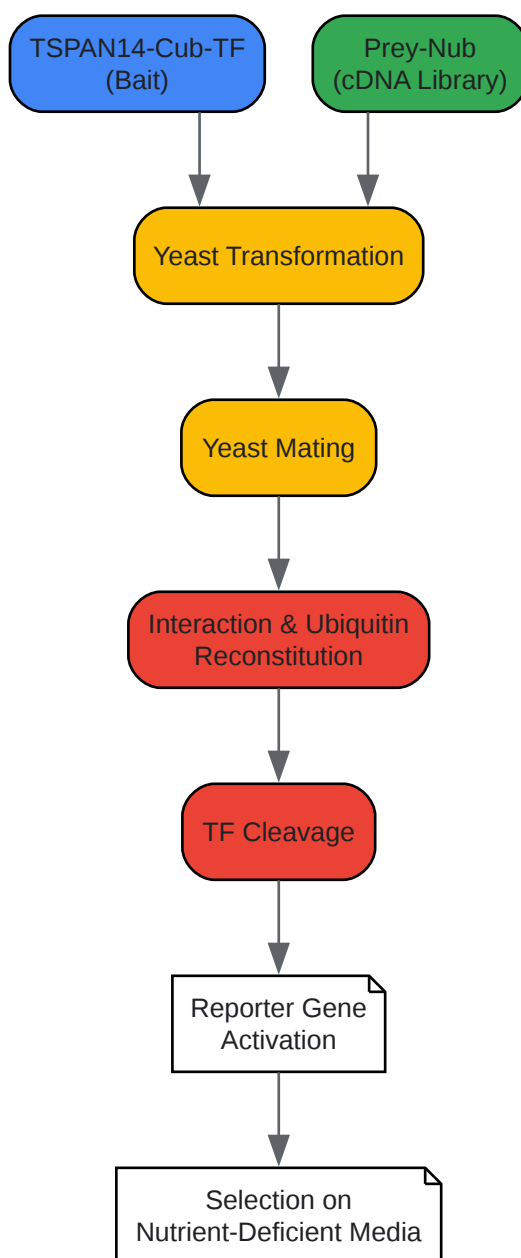 TSPAN14-Cub-TF
(Bait)
Prey-Nub
(cDNA Library)
Yeast Transformation
Yeast Mating
Interaction & Ubiquitin
Reconstitution
TF Cleavage
Reporter Gene
Activation
Selection on
Nutrient-Deficient Media